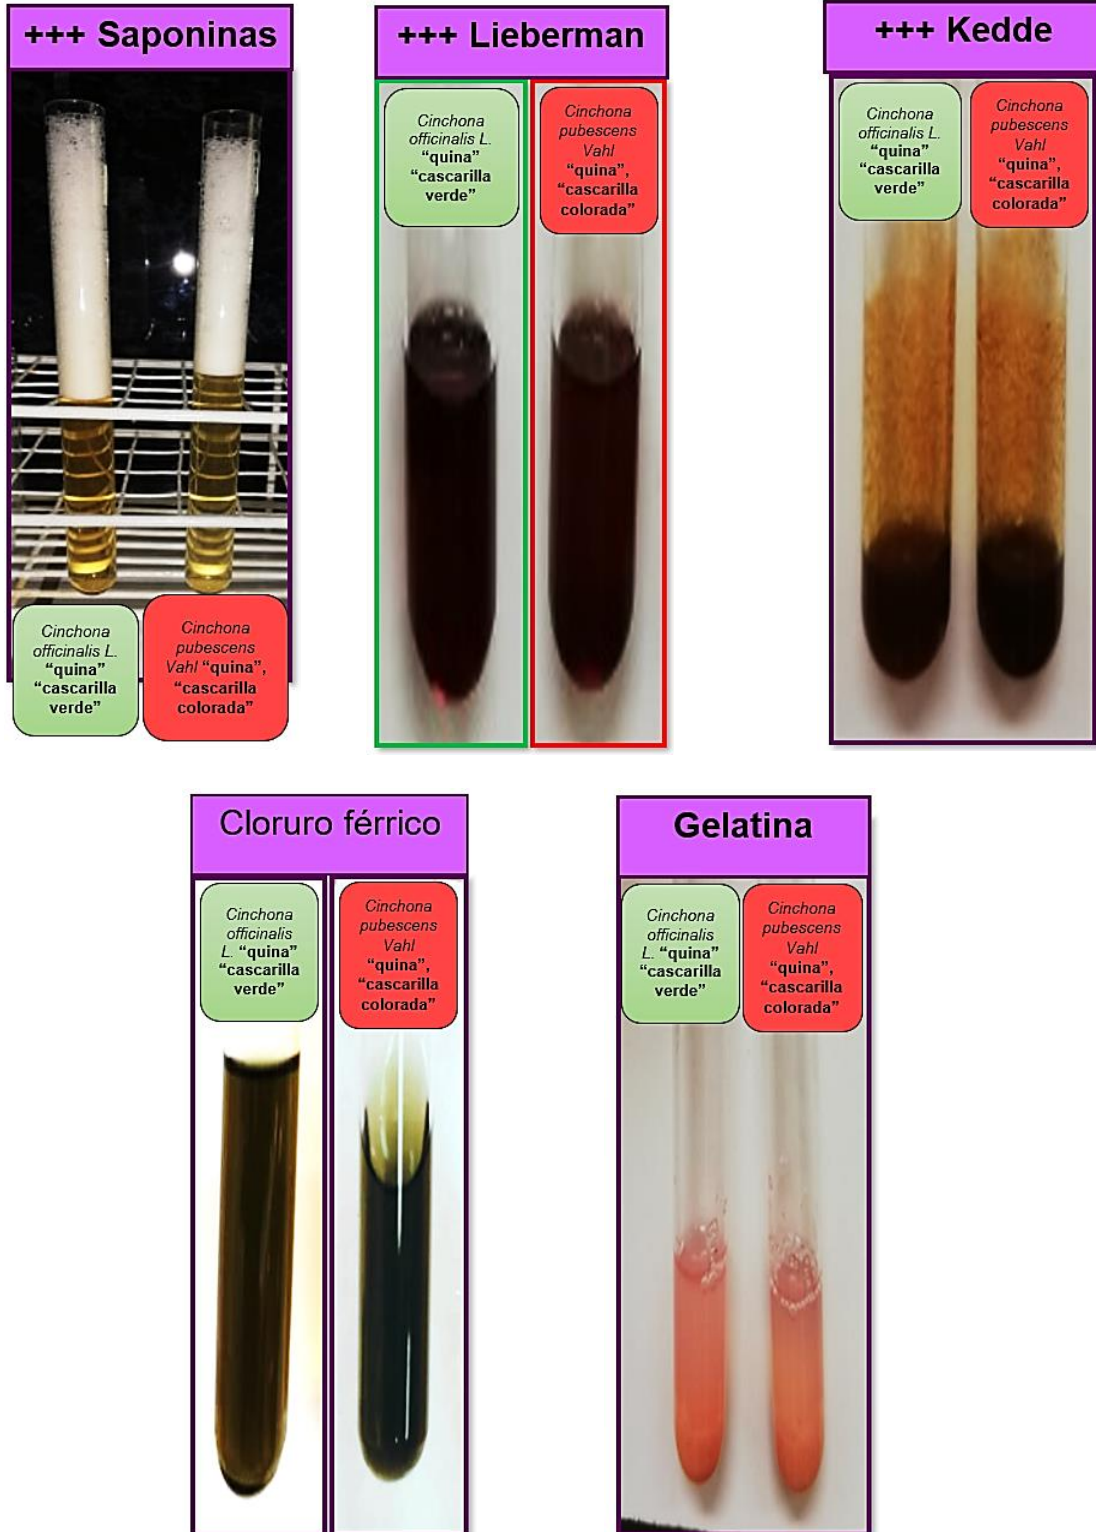 +++ Saponinas
Cinchona
officinalis L.
“quina”
“cascarilla
verde”
Cinchona
pubescens
Vahl “quina”,
“cascarilla
colorada”
+++ Lieberman
Cinchona
officinalis L.
“quina”
“cascarilla
verde”
Cinchona
pubescens
Vahl
“quina”,
“cascarilla
colorada”
+++ Kedde
Cinchona
officinalis L.
“quina”
“cascarilla
verde”
Cinchona
pubescens
Vahl
“quina”,
“cascarilla
colorada”
Cloruro férrico
Cinchona
officinalis
L. “quina”
“cascarilla
verde”
Cinchona
pubescens
Vahl
“quina”,
“cascarilla
colorada”
Gelatina
Cinchona
officinalis
L. “quina”
“cascarilla
verde”
Cinchona
pubescens
Vahl
“quina”,
“cascarilla
colorada”